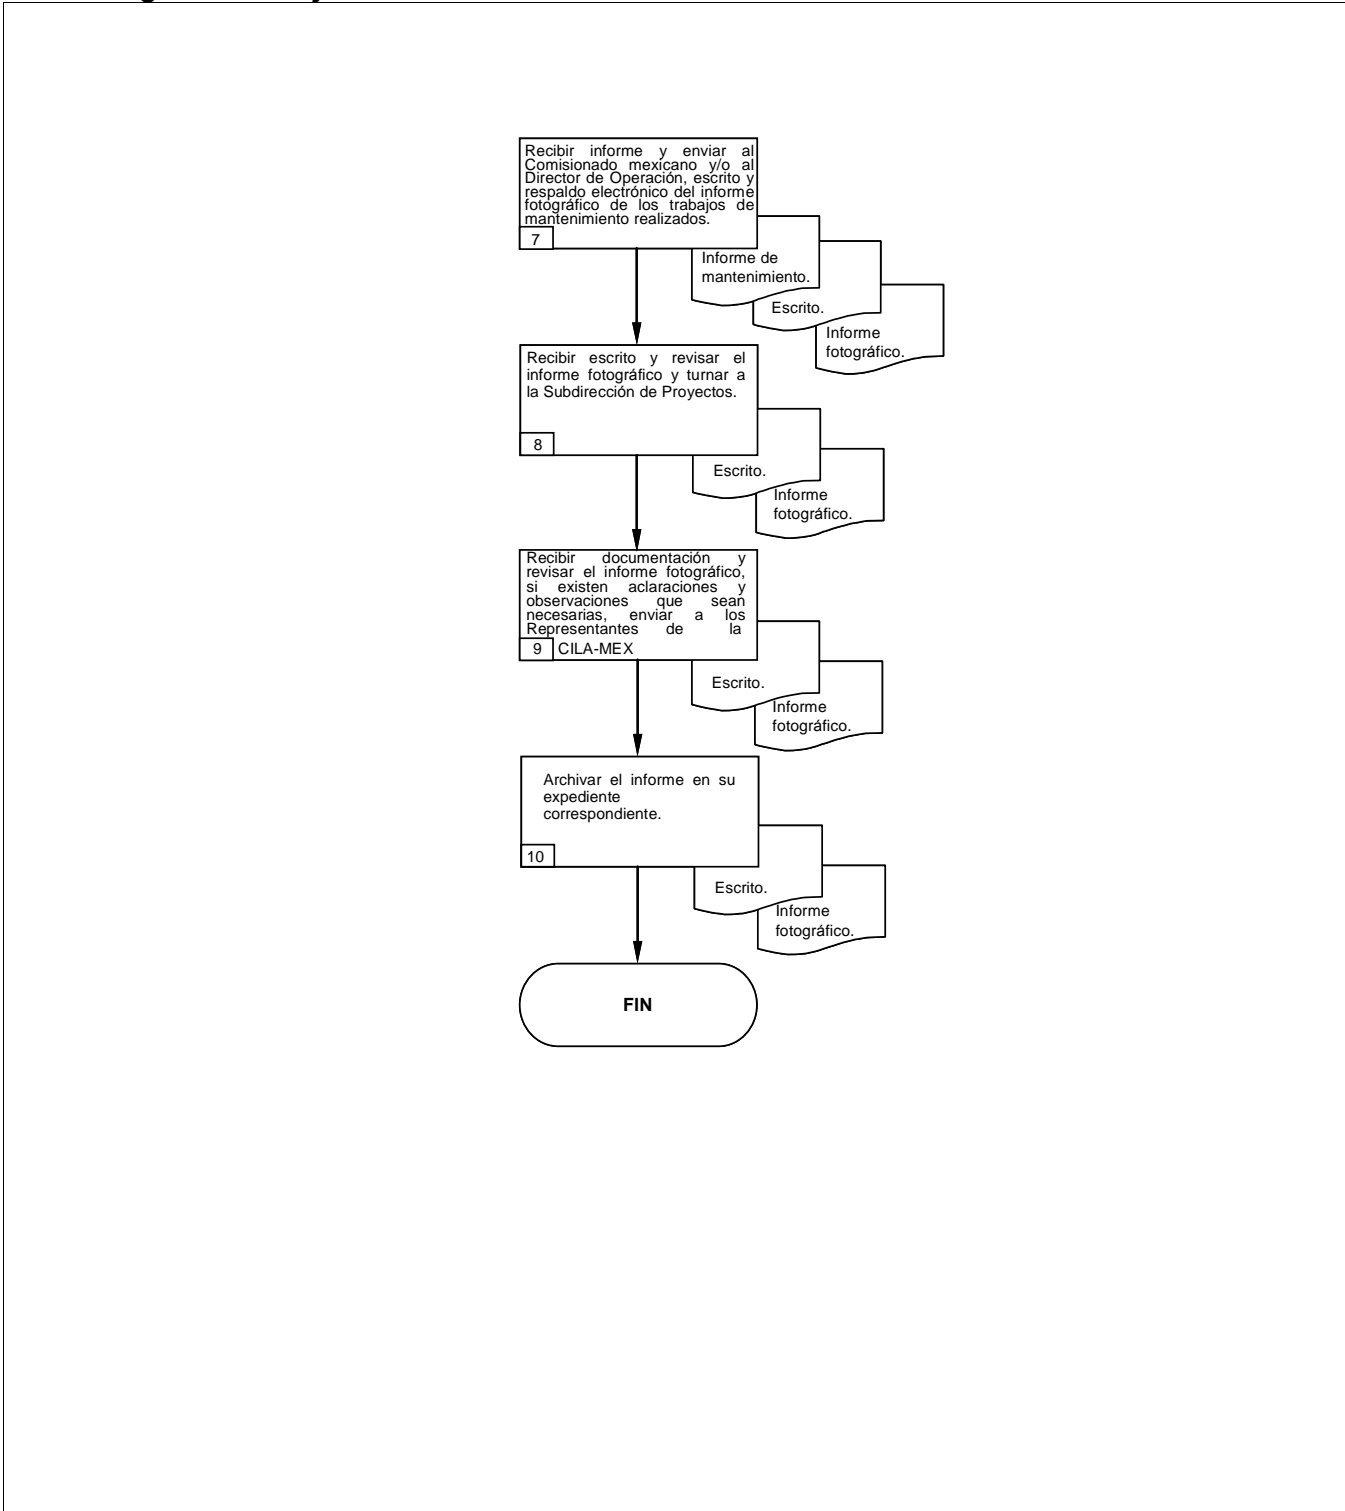 Recibir informe y enviar al
Comisionado mexicano y/o al
Director de Operación, escrito y
respaldo electrónico del informe
fotográfico de los trabajos de
mantenimiento realizados.
7
Informe de
mantenimiento.
Escrito.
Informe
fotográfico.
Recibir escrito y revisar el
informe fotográfico y turnar a
la Subdirección de Proyectos.
8
Escrito.
Informe
fotográfico.
Recibir documentación y
revisar el informe fotográfico,
si existen aclaraciones y
observaciones que sean
necesarias, enviar a los
Representantes de la
9 CILA-MEX
Escrito.
Informe
fotográfico.
Archivar el informe en su
expediente
correspondiente.
10
Escrito.
Informe
fotográfico.
FIN